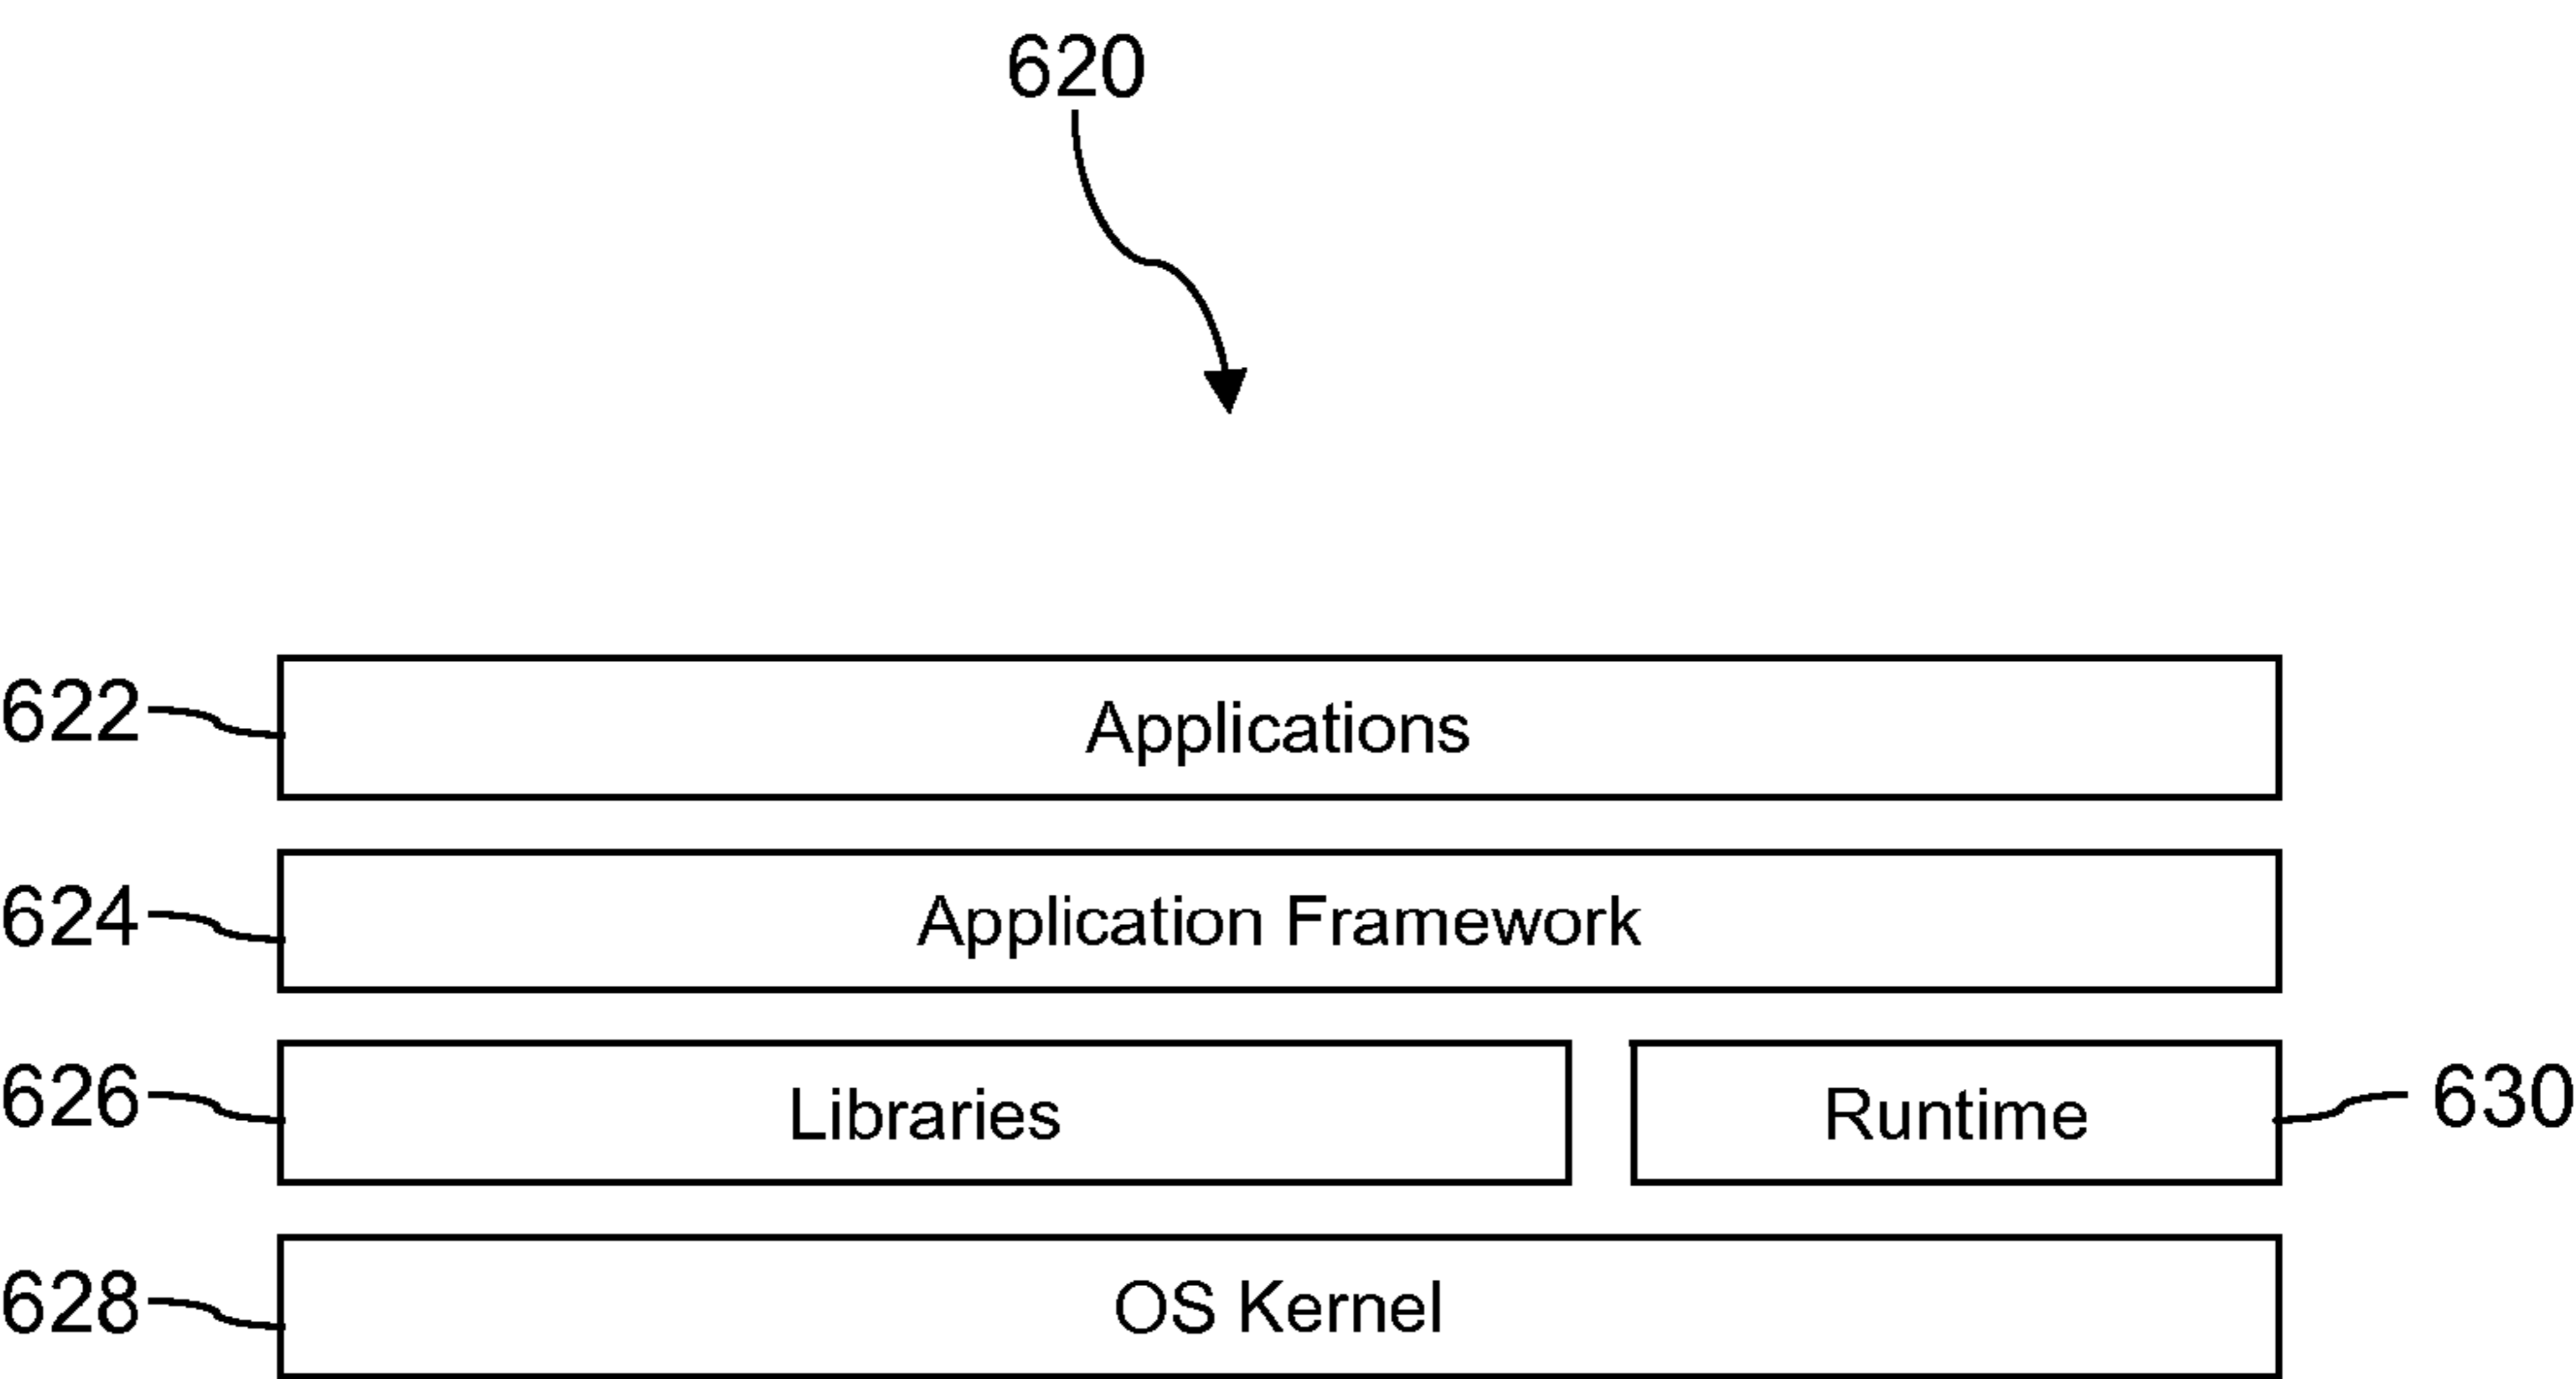 620
622 Applications
624 Application Framework
626 Libraries Runtime 630
628 OS Kernel